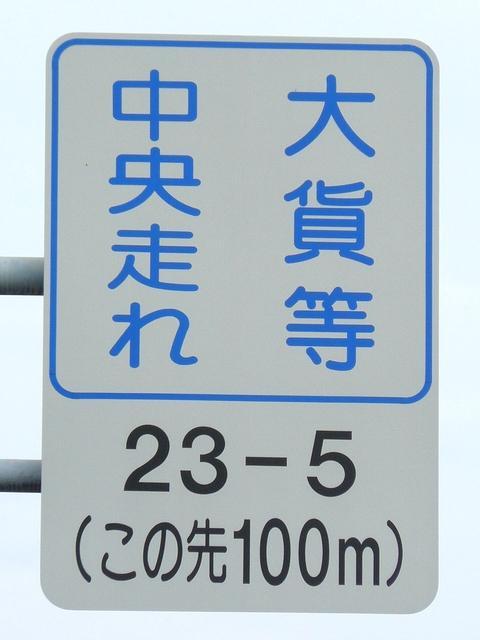 大貨等
中央走れ
23-5
(この先100m)